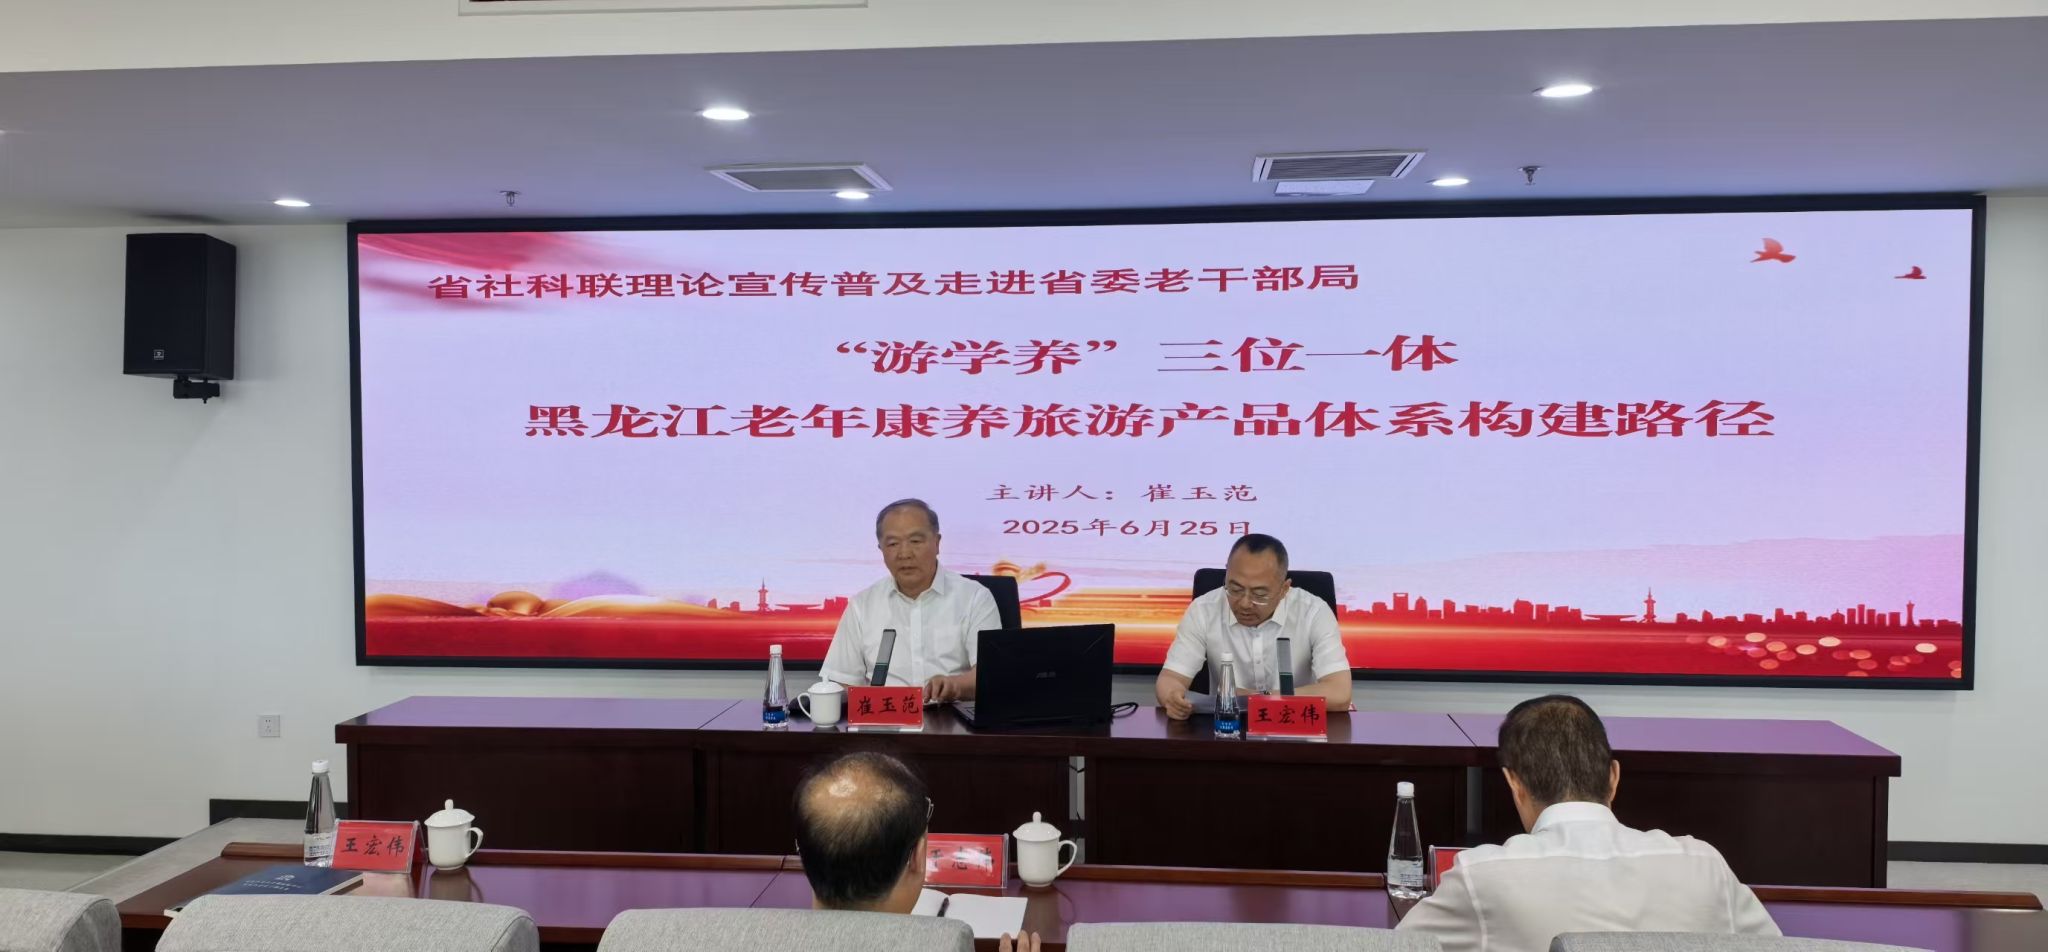 省社科联理论宣传普及走进省委老干部局
“游学养”三位一体
黑龙江老年康养旅游产品体系构建路径
主讲人：崔玉范
2025年6月25日
崔玉范
王宏伟
王宏伟